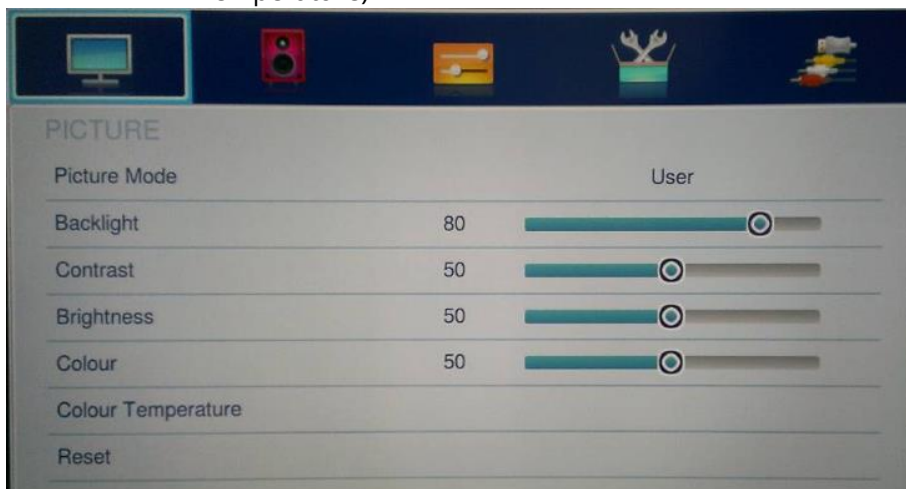 PICTURE
Picture Mode User
Backlight 80
Contrast 50
Brightness 50
Colour 50
Colour Temperature
Reset